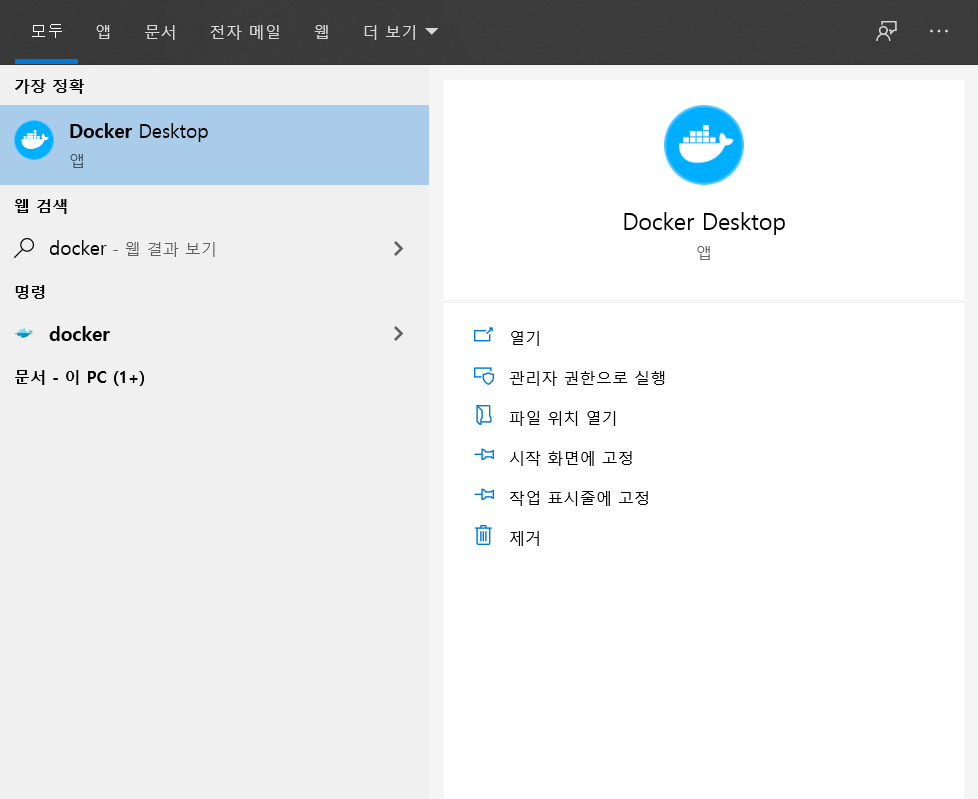 모두 앱 문서 전자 메일 웹 더 보기
가장 정확
Docker Desktop
앱
웹 검색
docker - 웹 결과 보기
명령
docker
문서 - 이 PC (1+)
Docker Desktop
앱
열기
관리자 권한으로 실행
파일 위치 열기
시작 화면에 고정
작업 표시줄에 고정
제거